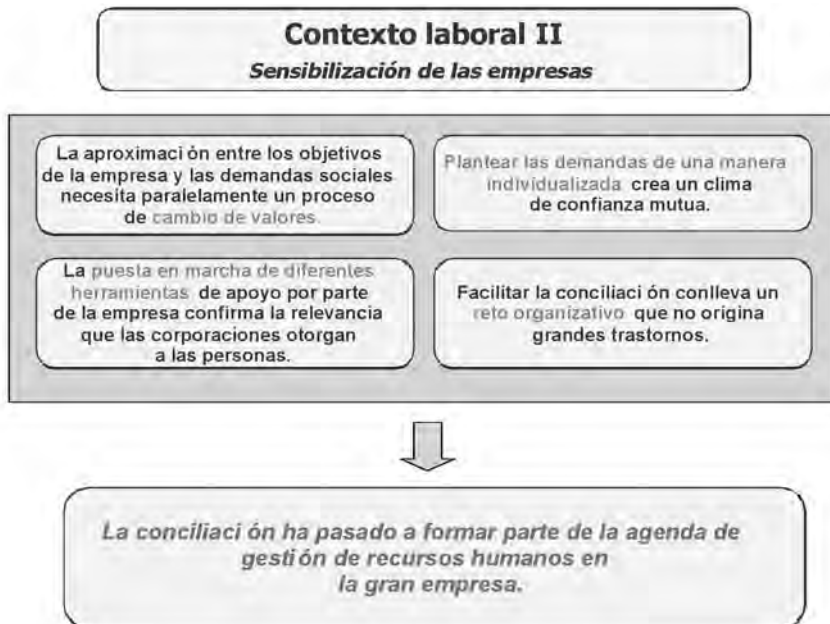 Contexto laboral II
Sensibilización de las empresas
La aproximaci ón entre los objetivos
de la empresa y las demandas sociales
necesita paralelamente un proceso
de cambio de valores.
Plantear las demandas de una manera
individualizada crea un clima
de confianza mutua.
La puesta en marcha de diferentes
herramientas de apoyo por parte
de la empresa confirma la relevancia
que las corporaciones otorgan
a las personas.
Facilitar la conciliaci ón conlleva un
reto organizativo que no origina
grandes trastornos.
La conciliaci ón ha pasado a formar parte de la agenda de
gesti ón de recursos humanos en
la gran empresa.